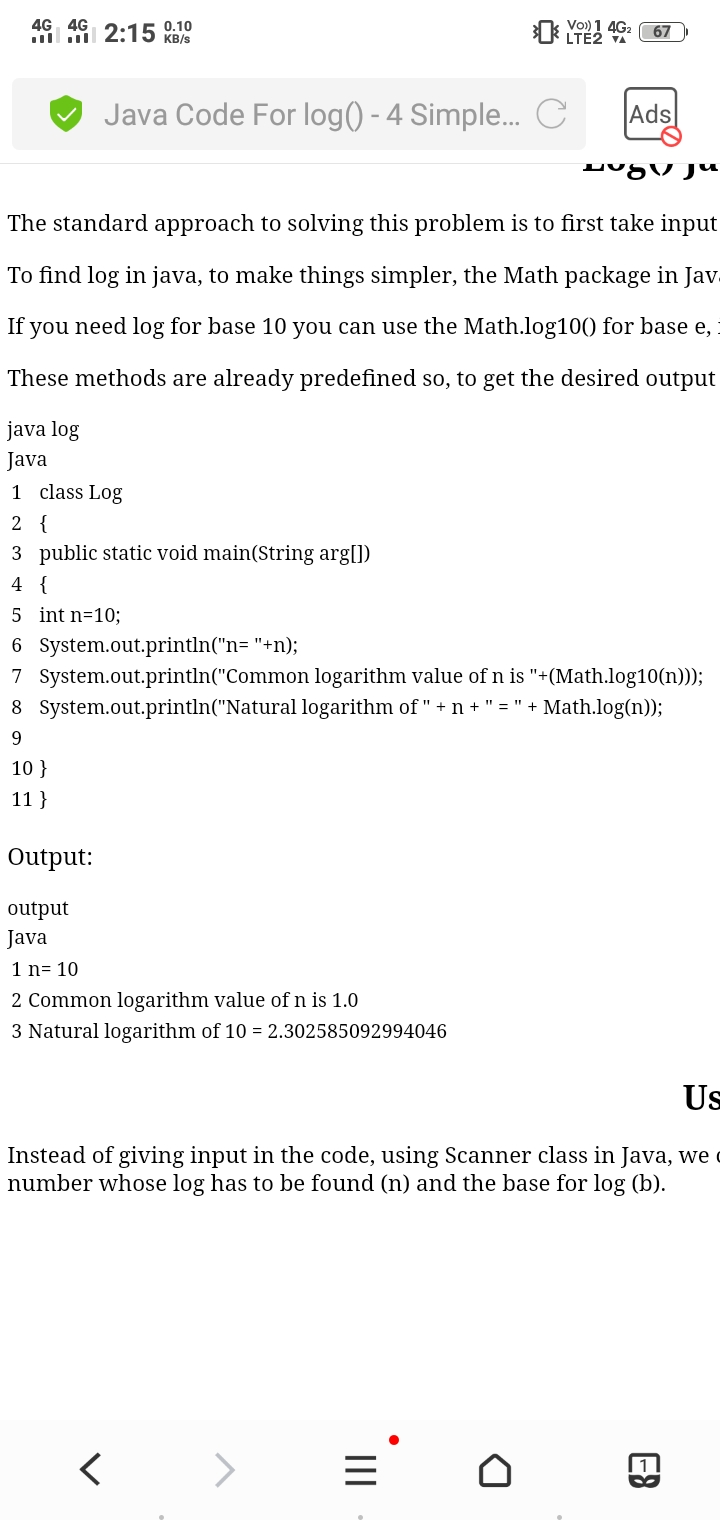 4G 4G 2:15 0.10 KB/s Vo)) 1 LTE2 4G2 67
Java Code For log() - 4 Simple... Ads
Log() Ja
The standard approach to solving this problem is to first take input
To find log in java, to make things simpler, the Math package in Jav
If you need log for base 10 you can use the Math.log10() for base e,
These methods are already predefined so, to get the desired output
java log
Java
1 class Log
2 {
3 public static void main(String arg[])
4 {
5 int n=10;
6 System.out.println("n= "+n);
7 System.out.println("Common logarithm value of n is "+(Math.log10(n)));
8 System.out.println("Natural logarithm of " + n + " = " + Math.log(n));
9
10 }
11 }
Output:
output
Java
1 n= 10
2 Common logarithm value of n is 1.0
3 Natural logarithm of 10 = 2.302585092994046
Us
Instead of giving input in the code, using Scanner class in Java, we
number whose log has to be found (n) and the base for log (b).
1